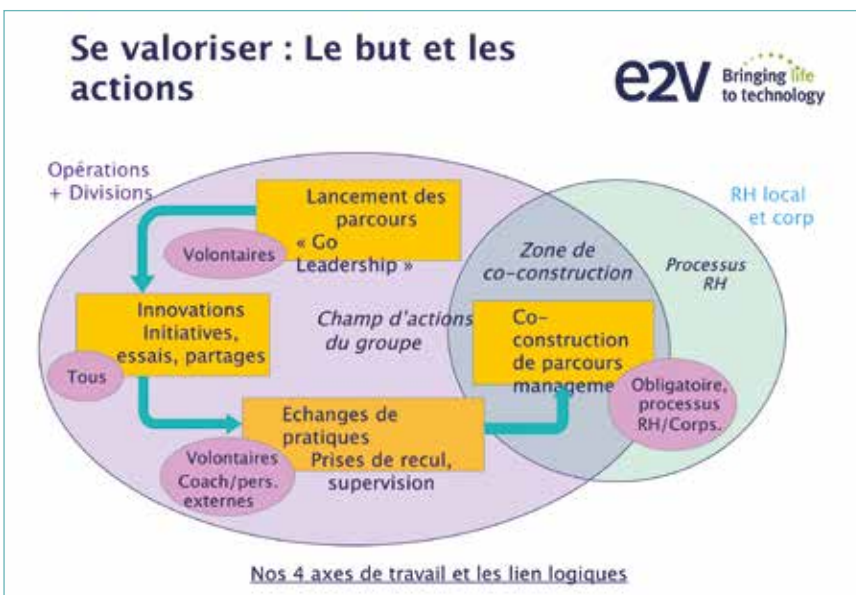 Se valoriser : Le but et les
actions
e2v Bringing life
to technology
Opérations
+ Divisions
Lancement des
parcours
« Go
Leadership »
Volontaires
RH local
et corp
Zone de
co-construction
Processus
RH
Innovations
Initiatives,
essais, partages
Tous
Champ d'actions
du groupe
Co-
construction
de parcours
manageme
Obligatoire,
processus
RH/Corps.
Echanges de
pratiques
Prises de recul,
supervision
Volontaires
Coach/pers.
externes
Nos 4 axes de travail et les lien logiques